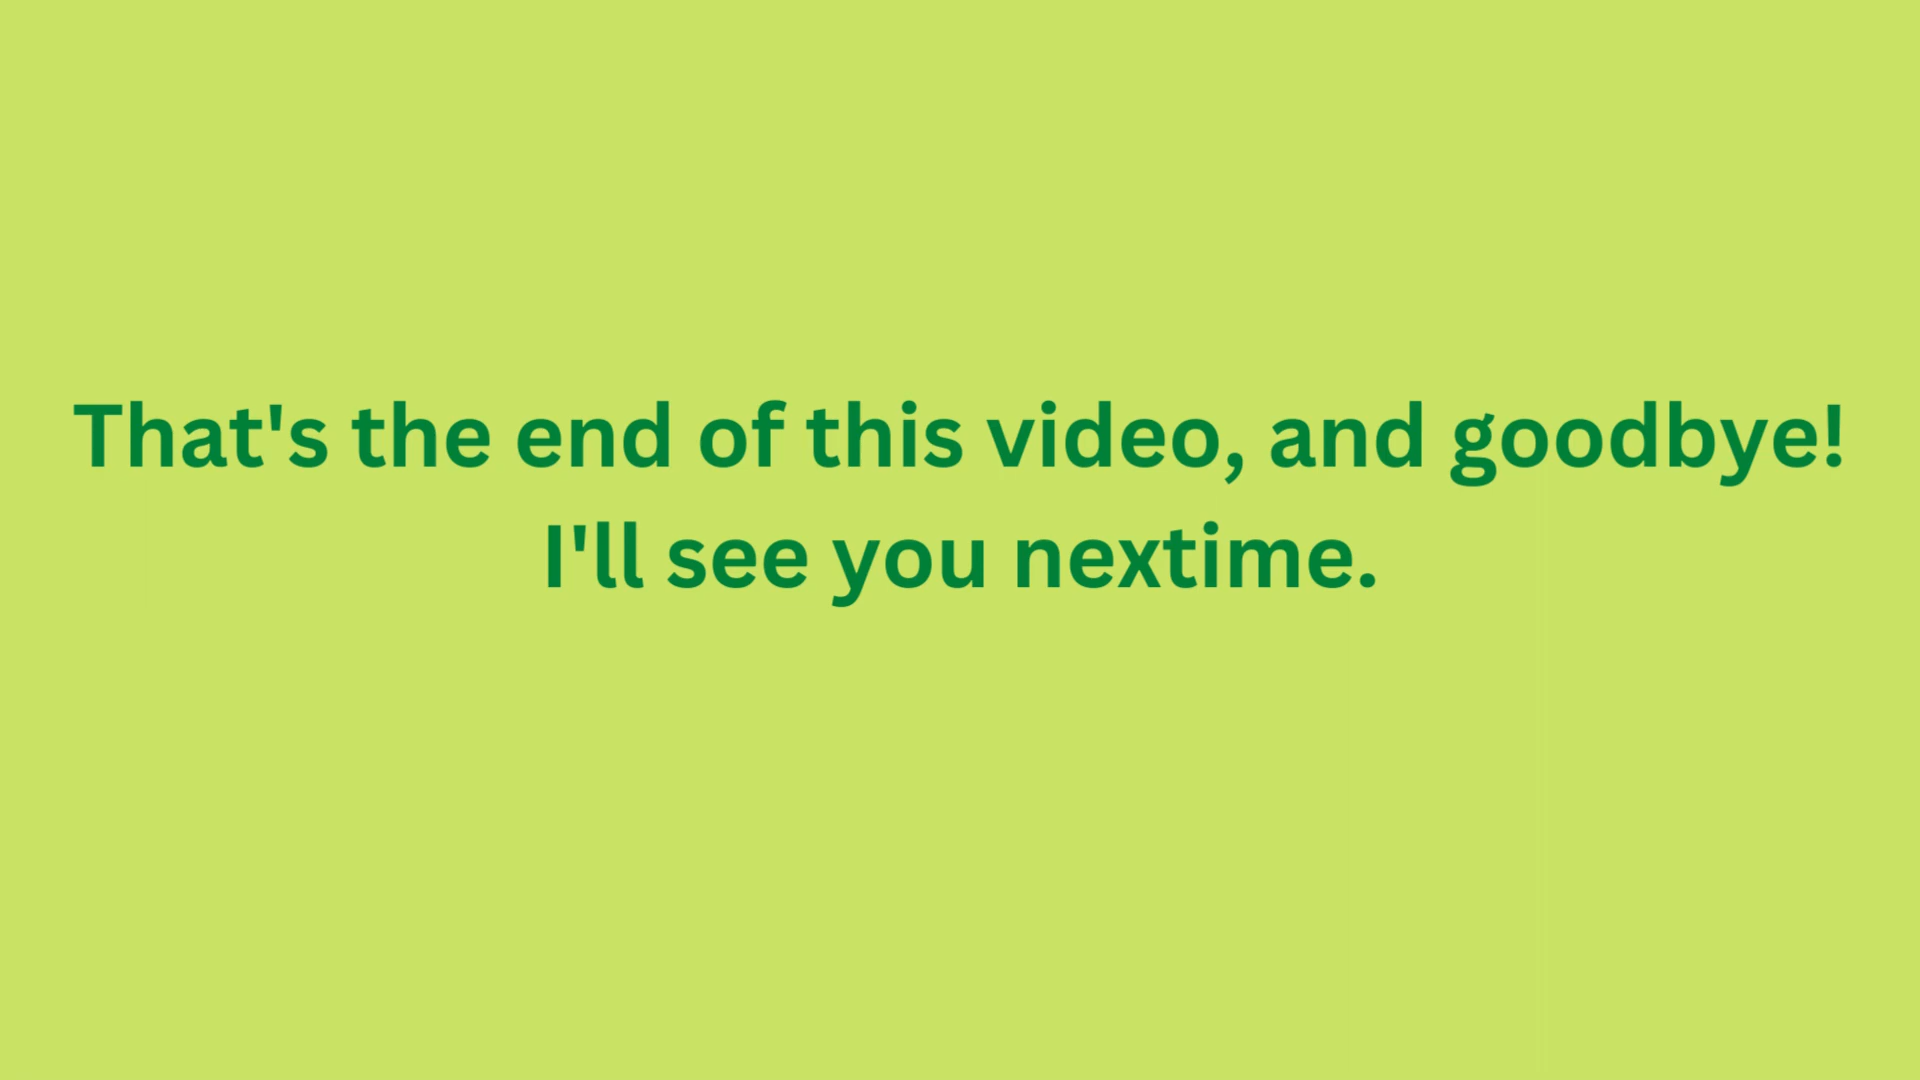 That's the end of this video, and goodbye!
I'll see you nextime.